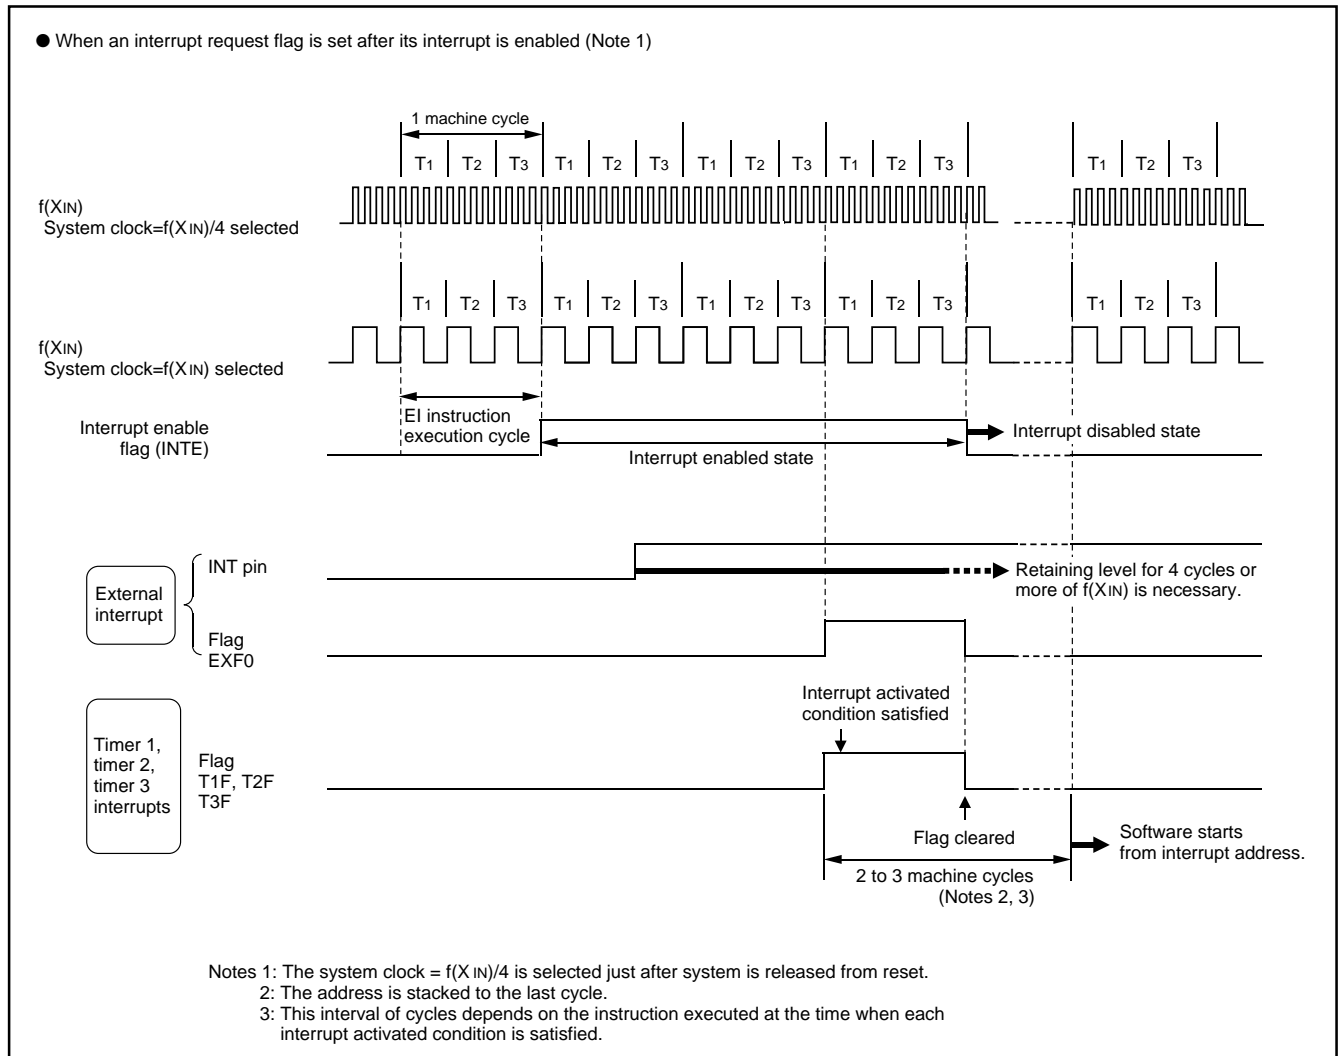 ● When an interrupt request flag is set after its interrupt is enabled (Note 1)
1 machine cycle
T1 T2 T3 T1 T2 T3 T1 T2 T3 T1 T2 T3 T1 T2 T3
f(XIN)
System clock=f(XIN)/4 selected
T1 T2 T3 T1 T2 T3 T1 T2 T3 T1 T2 T3 T1 T2 T3
f(XIN)
System clock=f(XIN) selected
EI instruction
execution cycle
Interrupt enable
flag (INTE)
Interrupt enabled state
Interrupt disabled state
External
interrupt
INT pin
Retaining level for 4 cycles or
more of f(XIN) is necessary.
Flag
EXF0
Interrupt activated
condition satisfied
Timer 1,
timer 2,
timer 3
interrupts
Flag
T1F, T2F
T3F
Flag cleared
Software starts
from interrupt address.
2 to 3 machine cycles
(Notes 2, 3)
Notes 1: The system clock = f(XIN)/4 is selected just after system is released from reset.
2: The address is stacked to the last cycle.
3: This interval of cycles depends on the instruction executed at the time when each
interrupt activated condition is satisfied.